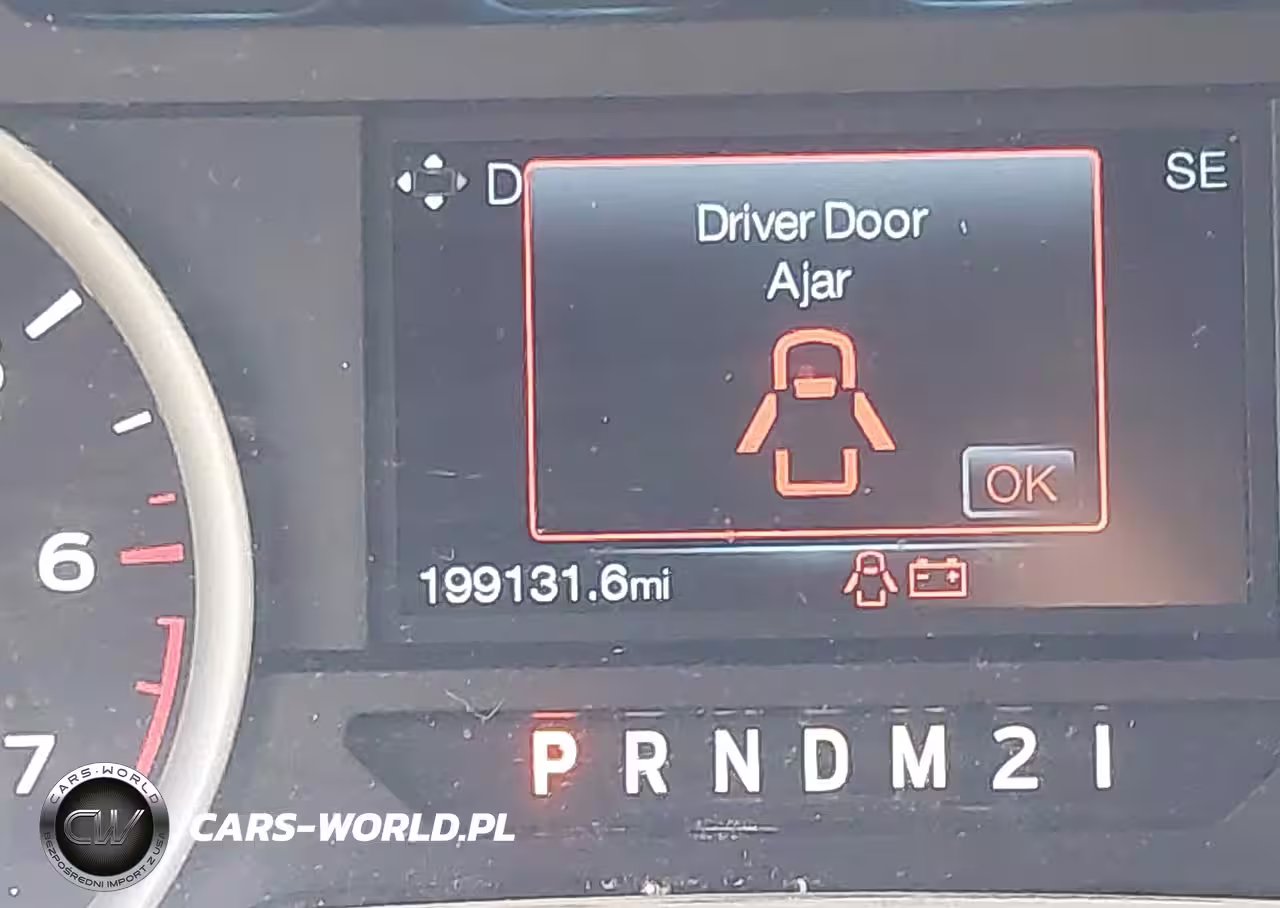 D
SE
Driver Door
Ajar
OK
199131.6mi
6
7
P R N D M 2 1
CARS-WORLD
CW
BEZPOŚREDNI IMPORT Z USA
CARS-WORLD.PL